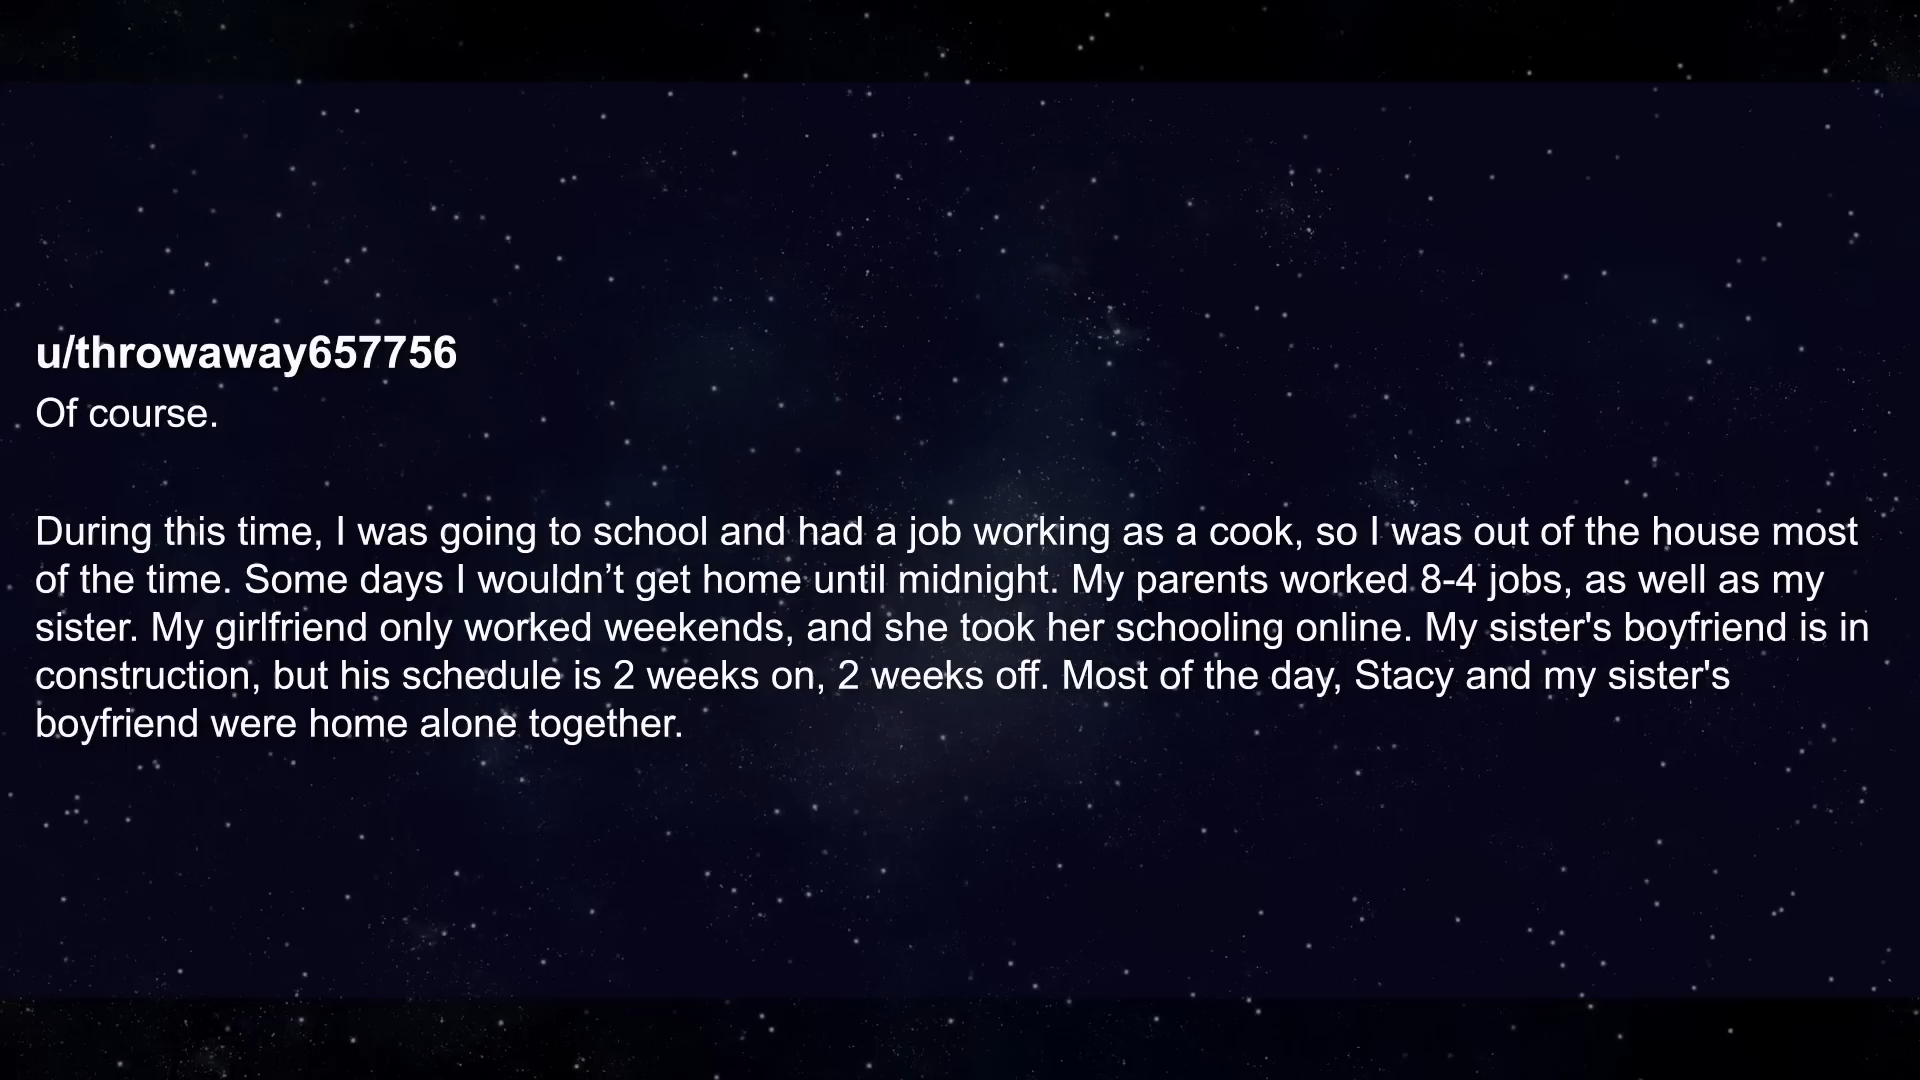 u/throwaway657756
Of course.
During this time, I was going to school and had a job working as a cook, so I was out of the house most
of the time. Some days I wouldn’t get home until midnight. My parents worked 8-4 jobs, as well as my
sister. My girlfriend only worked weekends, and she took her schooling online. My sister's boyfriend is in
construction, but his schedule is 2 weeks on, 2 weeks off. Most of the day, Stacy and my sister's
boyfriend were home alone together.